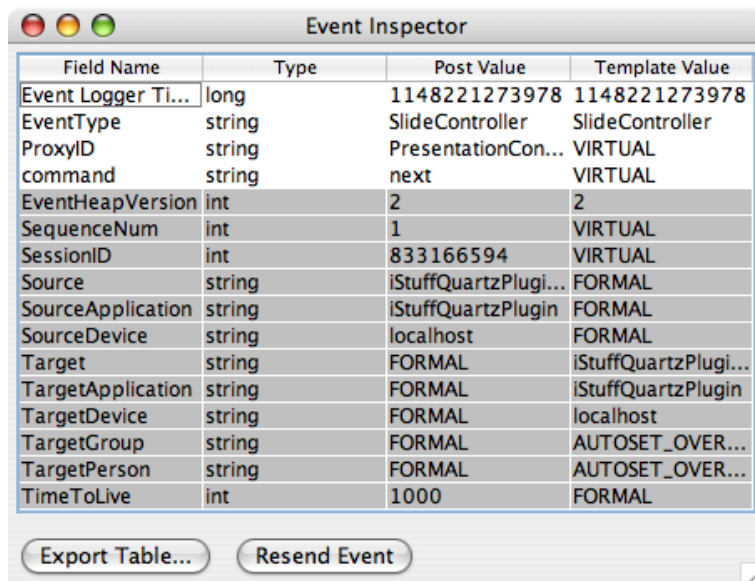 Event Inspector
Field Name Type Post Value Template Value
Event Logger Ti... long 1148221273978 1148221273978
EventType string SlideController SlideController
ProxyID string PresentationCon... VIRTUAL
command string next VIRTUAL
EventHeapVersion int 2 2
SequenceNum int 1 VIRTUAL
SessionID int 833166594 VIRTUAL
Source string iStuffQuartzPlugi... FORMAL
SourceApplication string iStuffQuartzPlugin FORMAL
SourceDevice string localhost FORMAL
Target string FORMAL iStuffQuartzPlugi...
TargetApplication string FORMAL iStuffQuartzPlugin
TargetDevice string FORMAL localhost
TargetGroup string FORMAL AUTOSET_OVER...
TargetPerson string FORMAL AUTOSET_OVER...
TimeToLive int 1000 FORMAL
Export Table... Resend Event